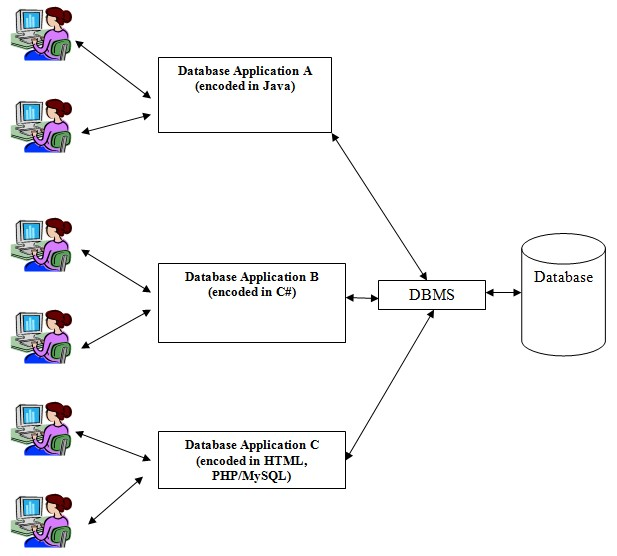 Database Application A
(encoded in Java)
Database Application B
(encoded in C#)
DBMS
Database
Database Application C
(encoded in HTML,
PHP/MySQL)